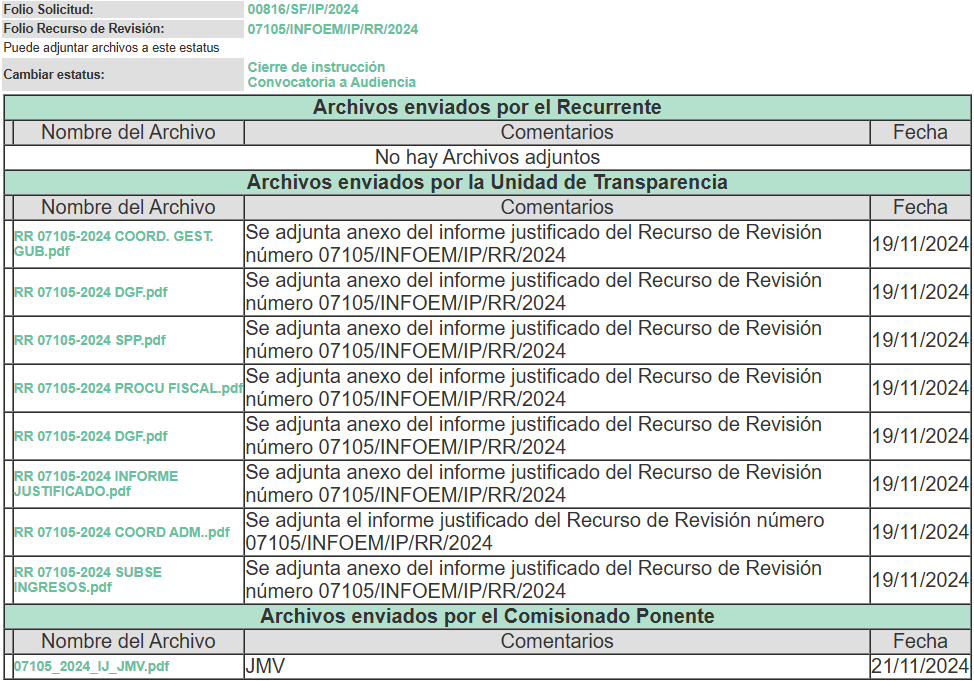 Folio Solicitud: 00816/SF/IP/2024
Folio Recurso de Revisión: 07105/INFOEM/IP/RR/2024
Puede adjuntar archivos a este estatus
Cambiar estatus: Cierre de instrucción
Convocatoria a Audiencia
Archivos enviados por el Recurrente
Nombre del Archivo Comentarios Fecha
No hay Archivos adjuntos
Archivos enviados por la Unidad de Transparencia
Nombre del Archivo Comentarios Fecha
RR 07105-2024 COORD. GEST.
GUB.pdf
Se adjunta anexo del informe justificado del Recurso de Revisión
número 07105/INFOEM/IP/RR/2024
19/11/2024
RR 07105-2024 DGF.pdf
Se adjunta anexo del informe justificado del Recurso de Revisión
número 07105/INFOEM/IP/RR/2024
19/11/2024
RR 07105-2024 SPP.pdf
Se adjunta anexo del informe justificado del Recurso de Revisión
número 07105/INFOEM/IP/RR/2024
19/11/2024
RR 07105-2024 PROCU FISCAL.pdf
Se adjunta anexo del informe justificado del Recurso de Revisión
número 07105/INFOEM/IP/RR/2024
19/11/2024
RR 07105-2024 DGF.pdf
Se adjunta anexo del informe justificado del Recurso de Revisión
número 07105/INFOEM/IP/RR/2024
19/11/2024
RR 07105-2024 INFORME
JUSTIFICADO.pdf
Se adjunta anexo del informe justificado del Recurso de Revisión
número 07105/INFOEM/IP/RR/2024
19/11/2024
RR 07105-2024 COORD ADM..pdf
Se adjunta el informe justificado del Recurso de Revisión número
07105/INFOEM/IP/RR/2024
19/11/2024
RR 07105-2024 SUBSE
INGRESOS.pdf
Se adjunta anexo del informe justificado del Recurso de Revisión
número 07105/INFOEM/IP/RR/2024
19/11/2024
Archivos enviados por el Comisionado Ponente
Nombre del Archivo Comentarios Fecha
07105_2024_IJ_JMV.pdf JMV 21/11/2024